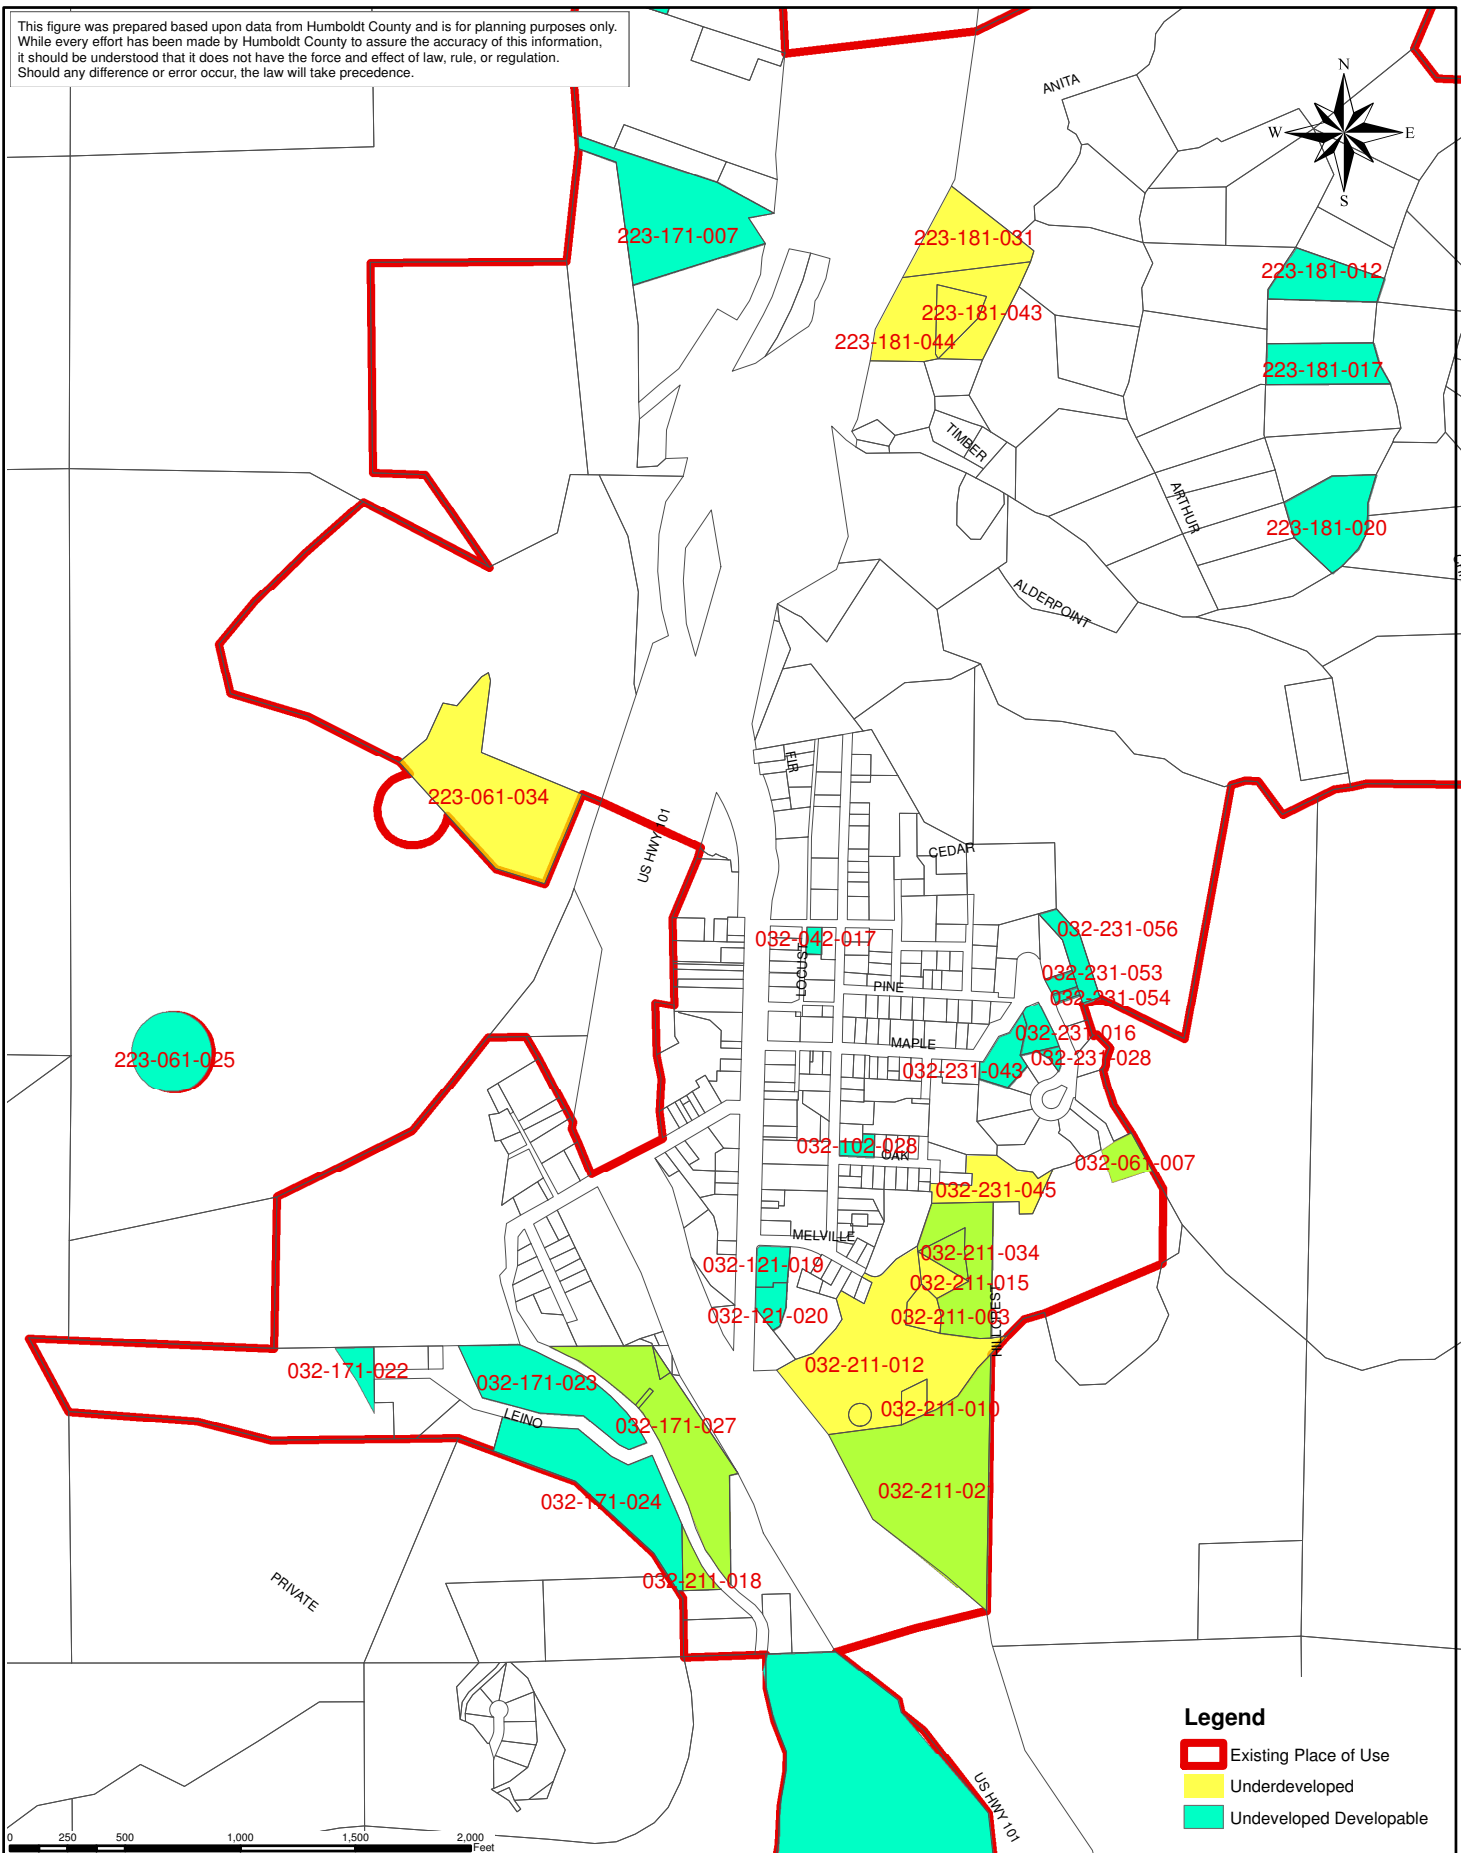 This figure was prepared based upon data from Humboldt County and is for planning purposes only.
While every effort has been made by Humboldt County to assure the accuracy of this information,
it should be understood that it does not have the force and effect of law, rule, or regulation.
Should any difference or error occur, the law will take precedence.
N
W
E
S
ANITA
223-171-007
223-181-031
223-181-012
223-181-043
223-181-044
223-181-017
TIMBER
ARTHUR
223-181-020
ALDERPOINT
FIR
223-061-034
US HWY 101
CEDAR
032-231-056
032-042-017
LOCUST
032-231-053
PINE
032-231-054
032-231-016
MAPLE
223-061-025
032-231-028
032-231-043
032-102-028
OAK
032-061-007
032-231-045
MELVILLE
032-211-034
032-121-019
032-211-015
032-121-020
032-211-003
HILLCREST
032-211-012
032-171-022
032-171-023
032-211-010
LEINO
032-171-027
032-211-021
032-171-024
032-211-018
PRIVATE
US HWY 101
Legend
Existing Place of Use
Underdeveloped
Undeveloped Developable
0 250 500 1,000 1,500 2,000
Feet